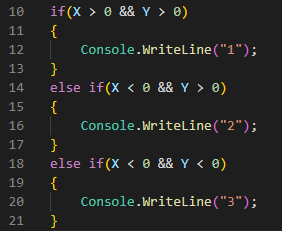 10 if(X > 0 && Y > 0)
11 {
12     Console.WriteLine("1");
13 }
14 else if(X < 0 && Y > 0)
15 {
16     Console.WriteLine("2");
17 }
18 else if(X < 0 && Y < 0)
19 {
20     Console.WriteLine("3");
21 }